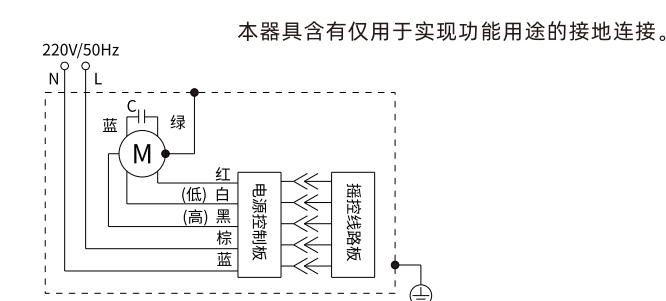 本器具含有仅用于实现功能用途的接地连接。
220V/50Hz
N L
C
蓝 绿
M
红
(低) 白
(高) 黑
棕
蓝
电源控制板
摇控线路板